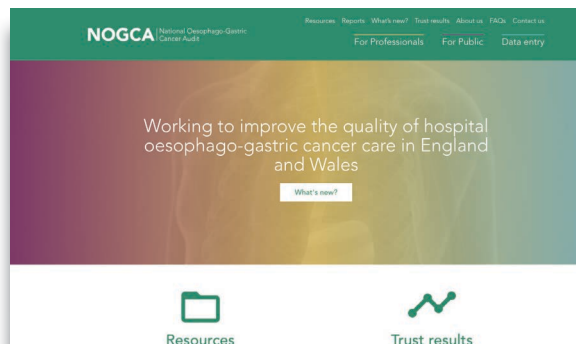 Resources Reports What's new? Trust results About us FAQs Contact us
NOGCA National Oesophago-Gastric
Cancer Audit
For Professionals For Public Data entry
Working to improve the quality of hospital
oesophago-gastric cancer care in England
and Wales
What's new?
Resources Trust results